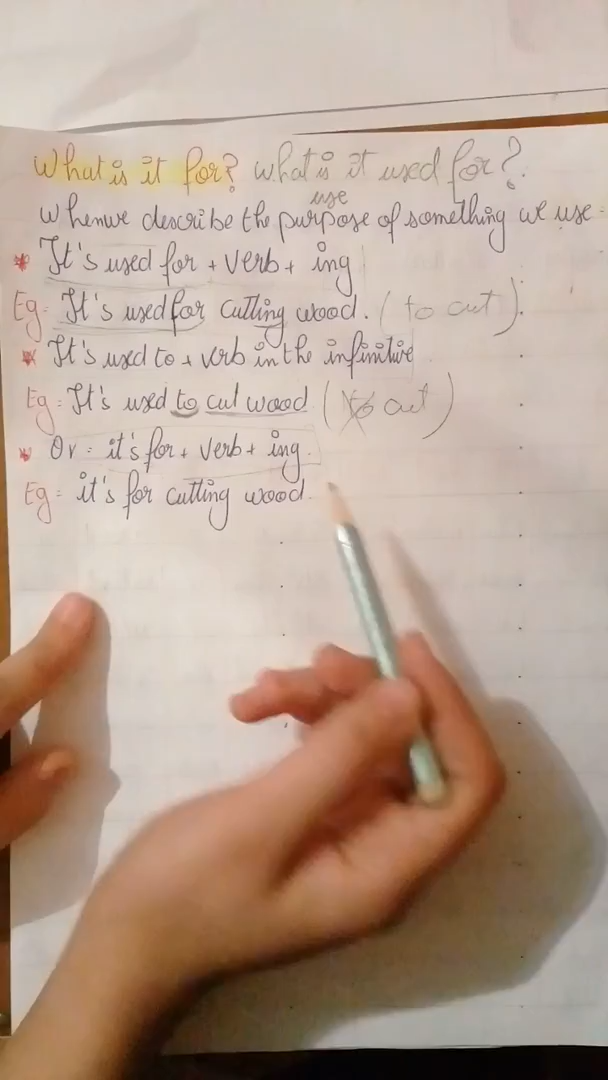 What is it for? What is it used for?
use
When we describe the purpose of something we use =
* It's used for + verb + ing
Eg = It's used for cutting wood. (to cut)
* It's used to + verb in the infinitive
Eg = It's used to cut wood (to cut)
* Or = it's for + verb + ing.
Eg = it's for cutting wood.